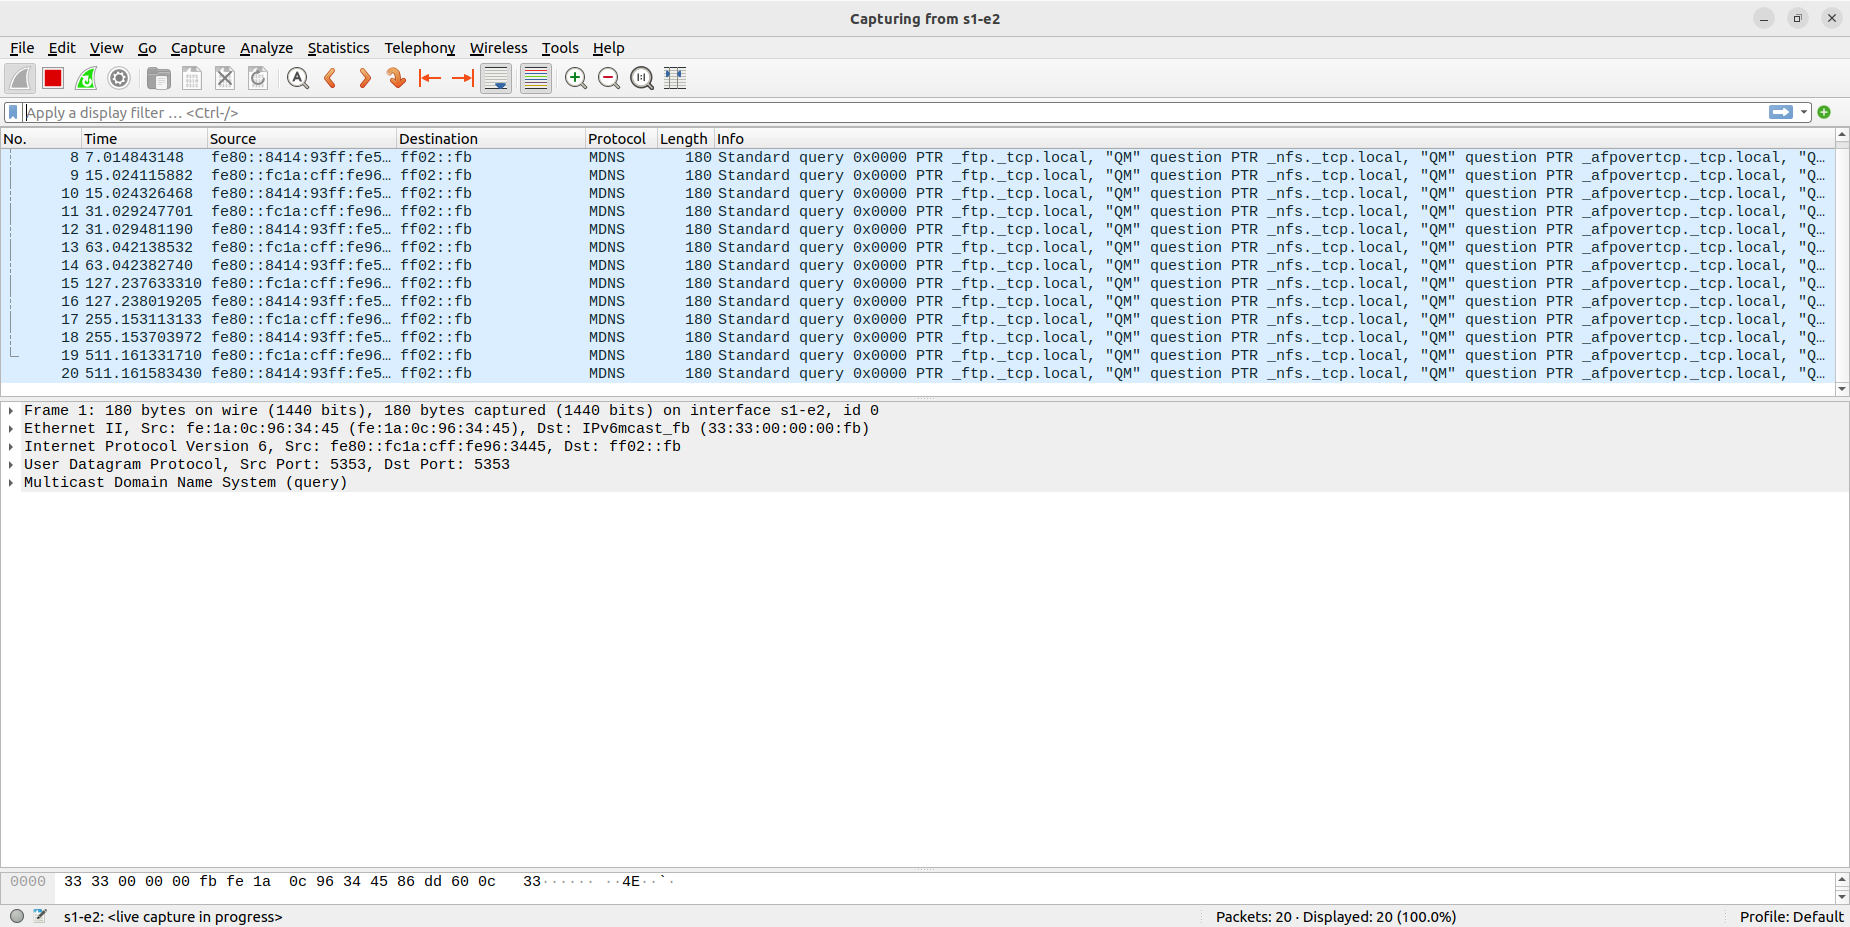 Capturing from s1-e2
File Edit View Go Capture Analyze Statistics Telephony Wireless Tools Help
Apply a display filter … <Ctrl-/>
No. Time Source Destination Protocol Length Info
8 7.014843148 fe80::8414:93ff:fe5… ff02::fb MDNS 180 Standard query 0x0000 PTR _ftp._tcp.local, "QM" question PTR _nfs._tcp.local, "QM" question PTR _afpovertcp._tcp.local, "Q…
9 15.024115882 fe80::fc1a:cff:fe96… ff02::fb MDNS 180 Standard query 0x0000 PTR _ftp._tcp.local, "QM" question PTR _nfs._tcp.local, "QM" question PTR _afpovertcp._tcp.local, "Q…
10 15.024326468 fe80::8414:93ff:fe5… ff02::fb MDNS 180 Standard query 0x0000 PTR _ftp._tcp.local, "QM" question PTR _nfs._tcp.local, "QM" question PTR _afpovertcp._tcp.local, "Q…
11 31.029247701 fe80::fc1a:cff:fe96… ff02::fb MDNS 180 Standard query 0x0000 PTR _ftp._tcp.local, "QM" question PTR _nfs._tcp.local, "QM" question PTR _afpovertcp._tcp.local, "Q…
12 31.029481190 fe80::8414:93ff:fe5… ff02::fb MDNS 180 Standard query 0x0000 PTR _ftp._tcp.local, "QM" question PTR _nfs._tcp.local, "QM" question PTR _afpovertcp._tcp.local, "Q…
13 63.042138532 fe80::fc1a:cff:fe96… ff02::fb MDNS 180 Standard query 0x0000 PTR _ftp._tcp.local, "QM" question PTR _nfs._tcp.local, "QM" question PTR _afpovertcp._tcp.local, "Q…
14 63.042382740 fe80::8414:93ff:fe5… ff02::fb MDNS 180 Standard query 0x0000 PTR _ftp._tcp.local, "QM" question PTR _nfs._tcp.local, "QM" question PTR _afpovertcp._tcp.local, "Q…
15 127.237633310 fe80::fc1a:cff:fe96… ff02::fb MDNS 180 Standard query 0x0000 PTR _ftp._tcp.local, "QM" question PTR _nfs._tcp.local, "QM" question PTR _afpovertcp._tcp.local, "Q…
16 127.238019205 fe80::8414:93ff:fe5… ff02::fb MDNS 180 Standard query 0x0000 PTR _ftp._tcp.local, "QM" question PTR _nfs._tcp.local, "QM" question PTR _afpovertcp._tcp.local, "Q…
17 255.153113133 fe80::fc1a:cff:fe96… ff02::fb MDNS 180 Standard query 0x0000 PTR _ftp._tcp.local, "QM" question PTR _nfs._tcp.local, "QM" question PTR _afpovertcp._tcp.local, "Q…
18 255.153703972 fe80::8414:93ff:fe5… ff02::fb MDNS 180 Standard query 0x0000 PTR _ftp._tcp.local, "QM" question PTR _nfs._tcp.local, "QM" question PTR _afpovertcp._tcp.local, "Q…
19 511.161331710 fe80::fc1a:cff:fe96… ff02::fb MDNS 180 Standard query 0x0000 PTR _ftp._tcp.local, "QM" question PTR _nfs._tcp.local, "QM" question PTR _afpovertcp._tcp.local, "Q…
20 511.161583430 fe80::8414:93ff:fe5… ff02::fb MDNS 180 Standard query 0x0000 PTR _ftp._tcp.local, "QM" question PTR _nfs._tcp.local, "QM" question PTR _afpovertcp._tcp.local, "Q…
Frame 1: 180 bytes on wire (1440 bits), 180 bytes captured (1440 bits) on interface s1-e2, id 0
Ethernet II, Src: fe:1a:0c:96:34:45 (fe:1a:0c:96:34:45), Dst: IPv6mcast_fb (33:33:00:00:00:fb)
Internet Protocol Version 6, Src: fe80::fc1a:cff:fe96:3445, Dst: ff02::fb
User Datagram Protocol, Src Port: 5353, Dst Port: 5353
Multicast Domain Name System (query)
0000 33 33 00 00 00 fb fe 1a 0c 96 34 45 86 dd 60 0c 33······ ··4E··`·
s1-e2: <live capture in progress> Packets: 20 · Displayed: 20 (100.0%) Profile: Default